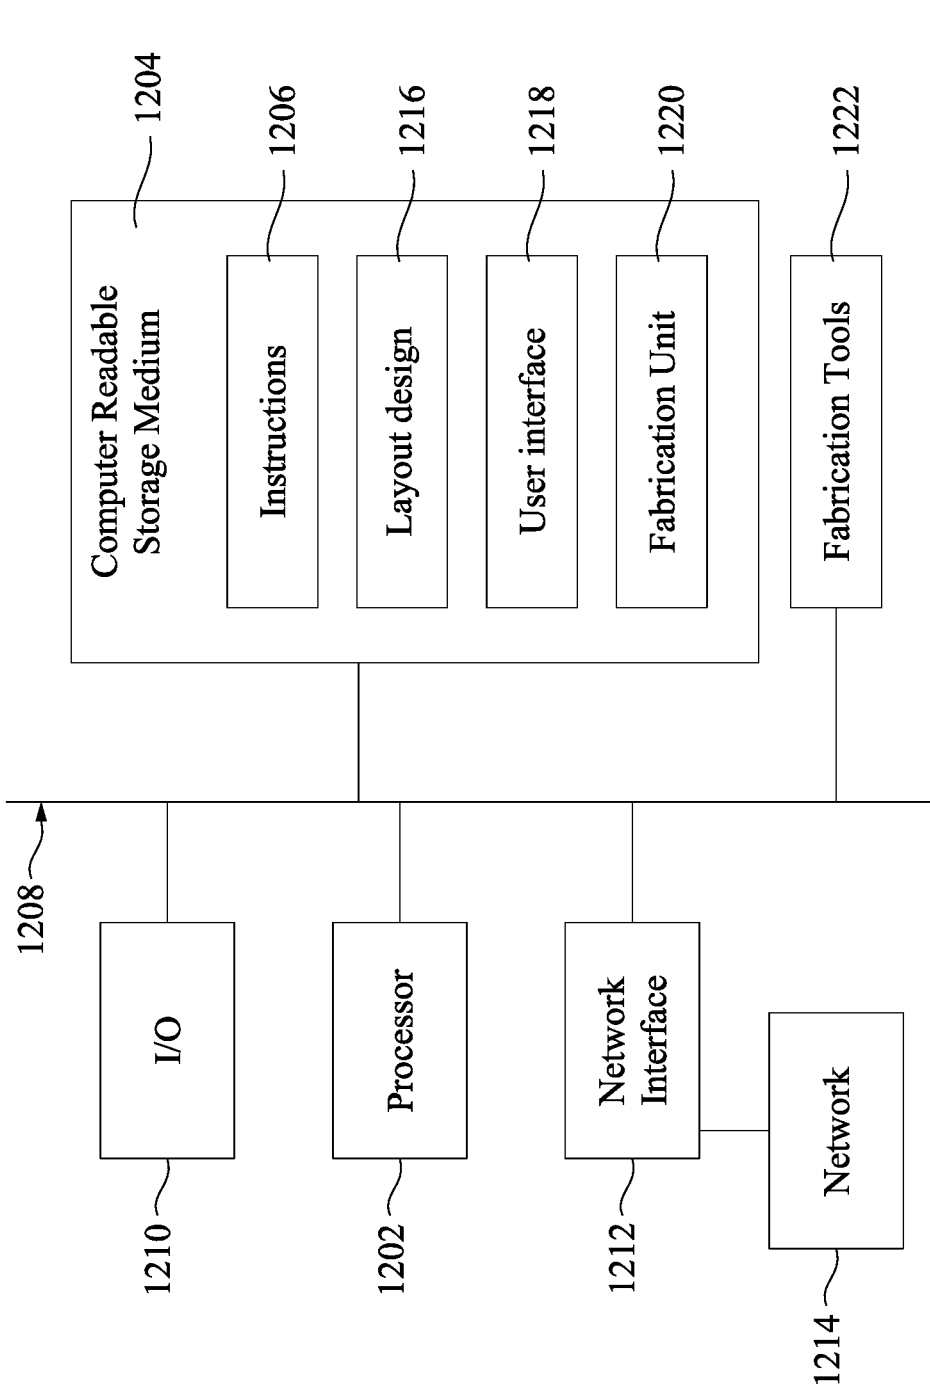 1208
1210
I/O
1202
Processor
1212
Network
Interface
1214
Network
1204
Computer Readable
Storage Medium
Instructions
1206
Layout design
1216
User interface
1218
Fabrication Unit
1220
Fabrication Tools
1222